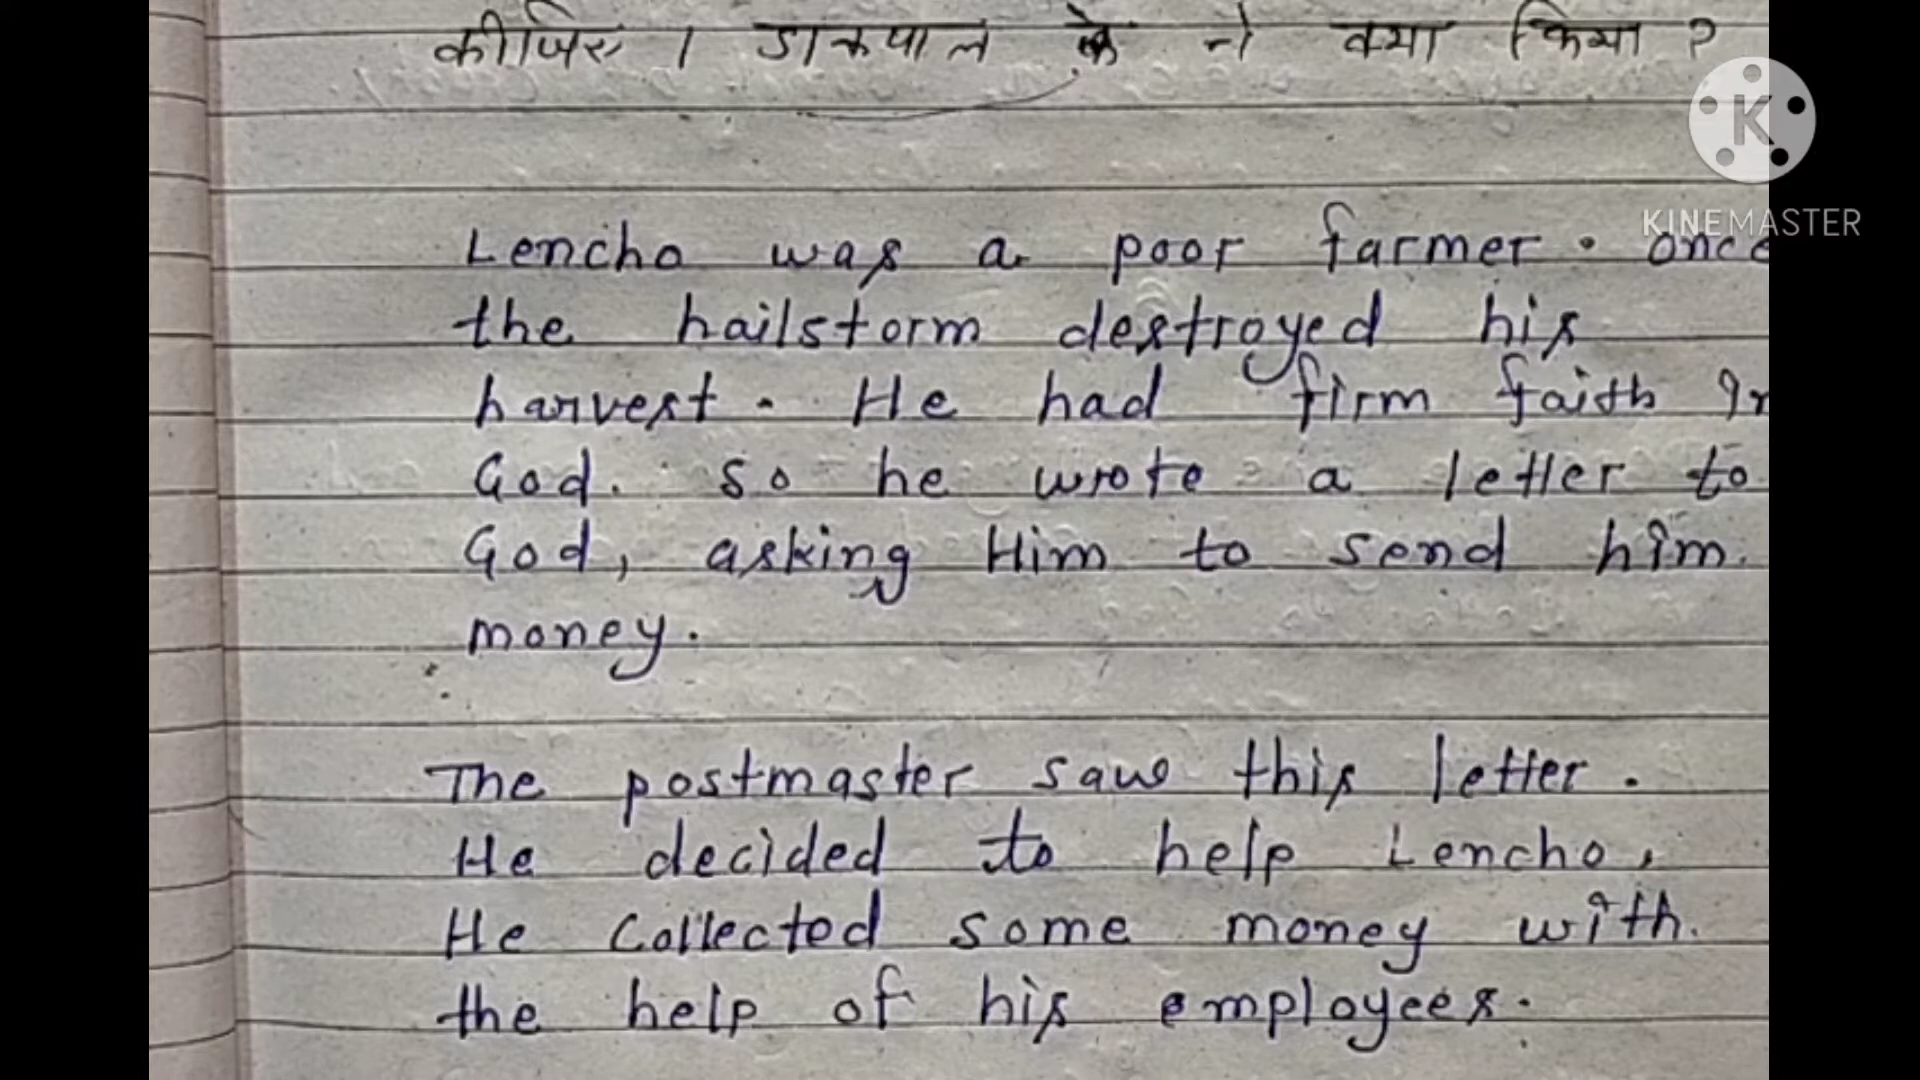 कीजिए । डाकपाल के ने क्या किया ?
K
KINEMASTER
Lencho was a poor farmer. once
the hailstorm destroyed his
harvest. He had firm faith in
God. so he wrote a letter to
God, asking Him to send him
money.
The postmaster saw this letter.
He decided to help Lencho,
He collected some money with
the help of his employees.